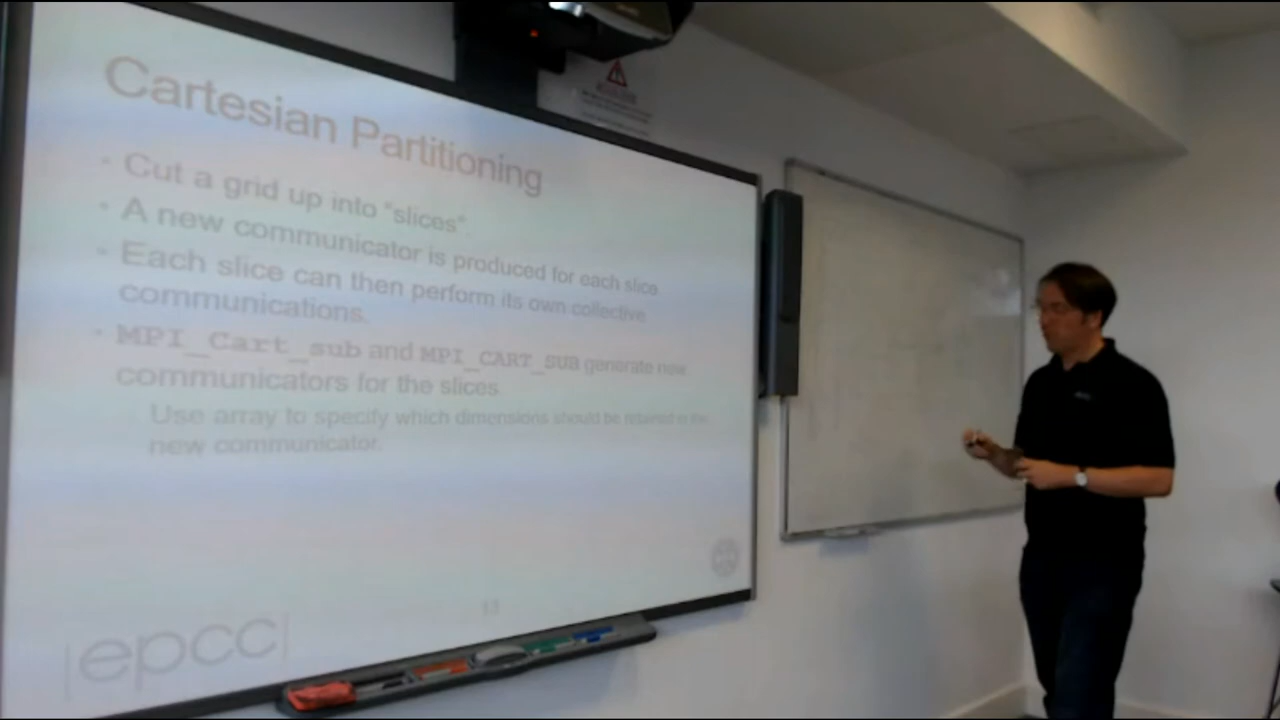 Cartesian Partitioning
• Cut a grid up into "slices".
• A new communicator is produced for each slice
• Each slice can then perform its own collective
communications.
• MPI_Cart_sub and MPI_CART_SUB generate new
communicators for the slices
Use array to specify which dimensions should be retained in the
new communicator.
13
|epcc|